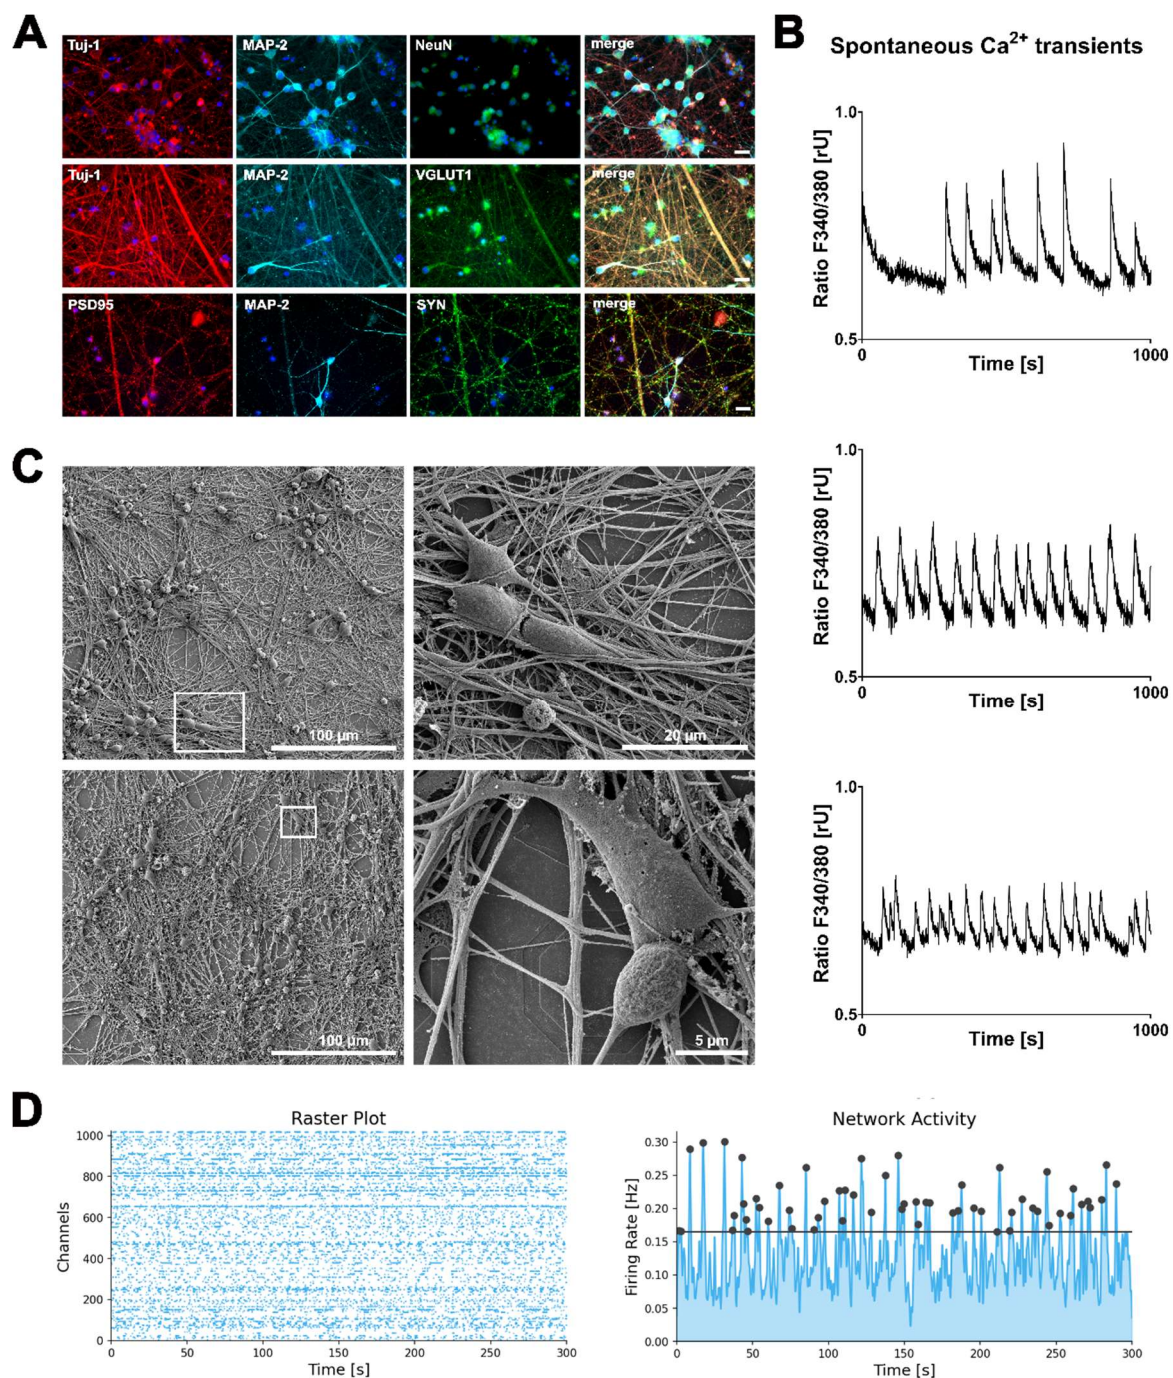 A
Tuj-1 MAP-2 NeuN merge
Tuj-1 MAP-2 VGLUT1 merge
PSD95 MAP-2 SYN merge
B
Spontaneous Ca²⁺ transients
1.0
Ratio F340/380 [rU]
0.5
0 1000
Time [s]
1.0
Ratio F340/380 [rU]
0.5
0 1000
Time [s]
1.0
Ratio F340/380 [rU]
0.5
0 1000
Time [s]
C
100 µm
20 µm
100 µm
5 µm
D
Raster Plot
1000
800
600
400
200
0
Channels
0 50 100 150 200 250 300
Time [s]
Network Activity
0.30
0.25
0.20
0.15
0.10
0.05
0.00
Firing Rate [Hz]
0 50 100 150 200 250 300
Time [s]